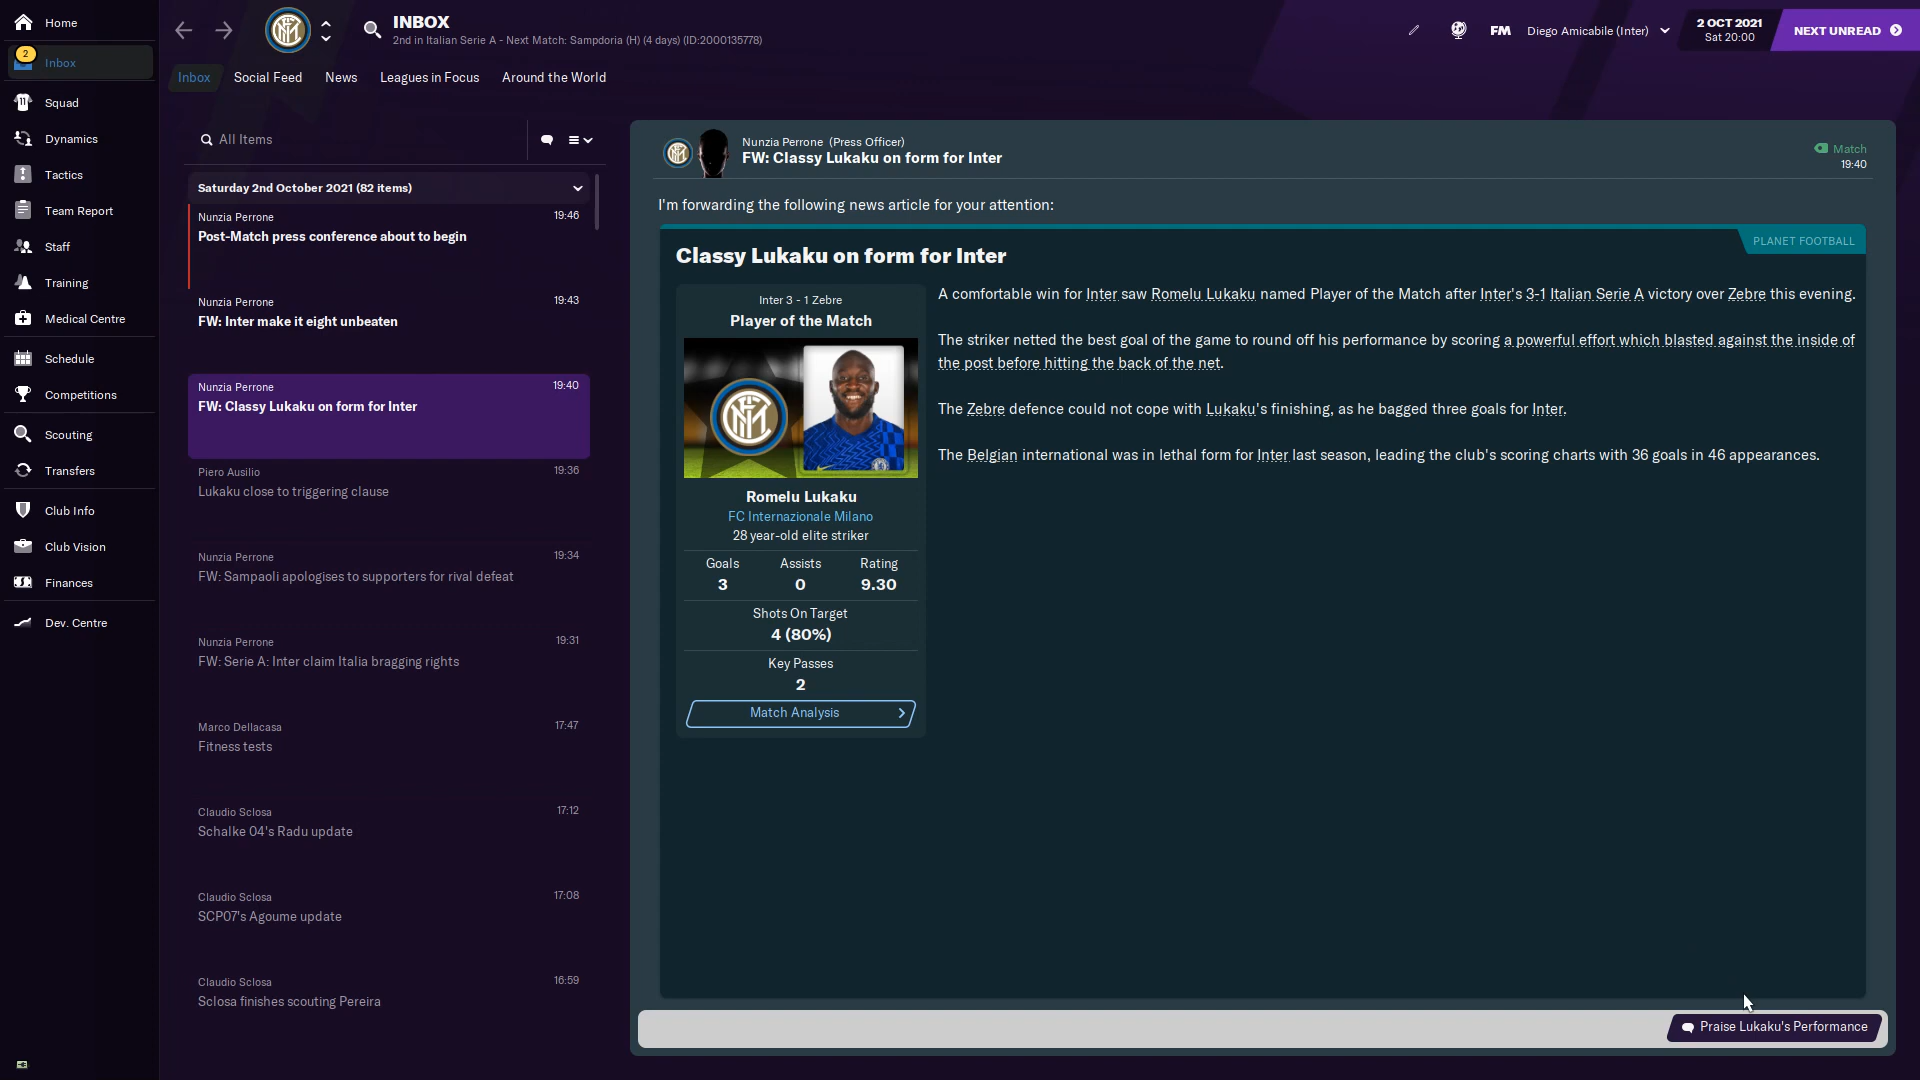 Home
2
Inbox
Squad
Dynamics
Tactics
Team Report
Staff
Training
Medical Centre
Schedule
Competitions
Scouting
Transfers
Club Info
Club Vision
Finances
Dev. Centre
INBOX
2nd in Italian Serie A - Next Match: Sampdoria (H) (4 days) (ID:2000135778)
FM
Diego Amicabile (Inter)
2 OCT 2021
Sat 20:00
NEXT UNREAD
Inbox
Social Feed
News
Leagues in Focus
Around the World
All Items
Saturday 2nd October 2021 (82 items)
Nunzia Perrone 19:46
Post-Match press conference about to begin
Nunzia Perrone 19:43
FW: Inter make it eight unbeaten
Nunzia Perrone 19:40
FW: Classy Lukaku on form for Inter
Piero Ausilio 19:36
Lukaku close to triggering clause
Nunzia Perrone 19:34
FW: Sampaoli apologises to supporters for rival defeat
Nunzia Perrone 19:31
FW: Serie A: Inter claim Italia bragging rights
Marco Dellacasa 17:47
Fitness tests
Claudio Sclosa 17:12
Schalke 04's Radu update
Claudio Sclosa 17:08
SCP07's Agoume update
Claudio Sclosa 16:59
Sclosa finishes scouting Pereira
Nunzia Perrone (Press Officer)
FW: Classy Lukaku on form for Inter
Match
19:40
I'm forwarding the following news article for your attention:
PLANET FOOTBALL
Classy Lukaku on form for Inter
Inter 3 - 1 Zebre
Player of the Match
Romelu Lukaku
FC Internazionale Milano
28 year-old elite striker
Goals Assists Rating
3 0 9.30
Shots On Target
4 (80%)
Key Passes
2
Match Analysis
A comfortable win for Inter saw Romelu Lukaku named Player of the Match after Inter's 3-1 Italian Serie A victory over Zebre this evening.
The striker netted the best goal of the game to round off his performance by scoring a powerful effort which blasted against the inside of
the post before hitting the back of the net.
The Zebre defence could not cope with Lukaku's finishing, as he bagged three goals for Inter.
The Belgian international was in lethal form for Inter last season, leading the club's scoring charts with 36 goals in 46 appearances.
Praise Lukaku's Performance